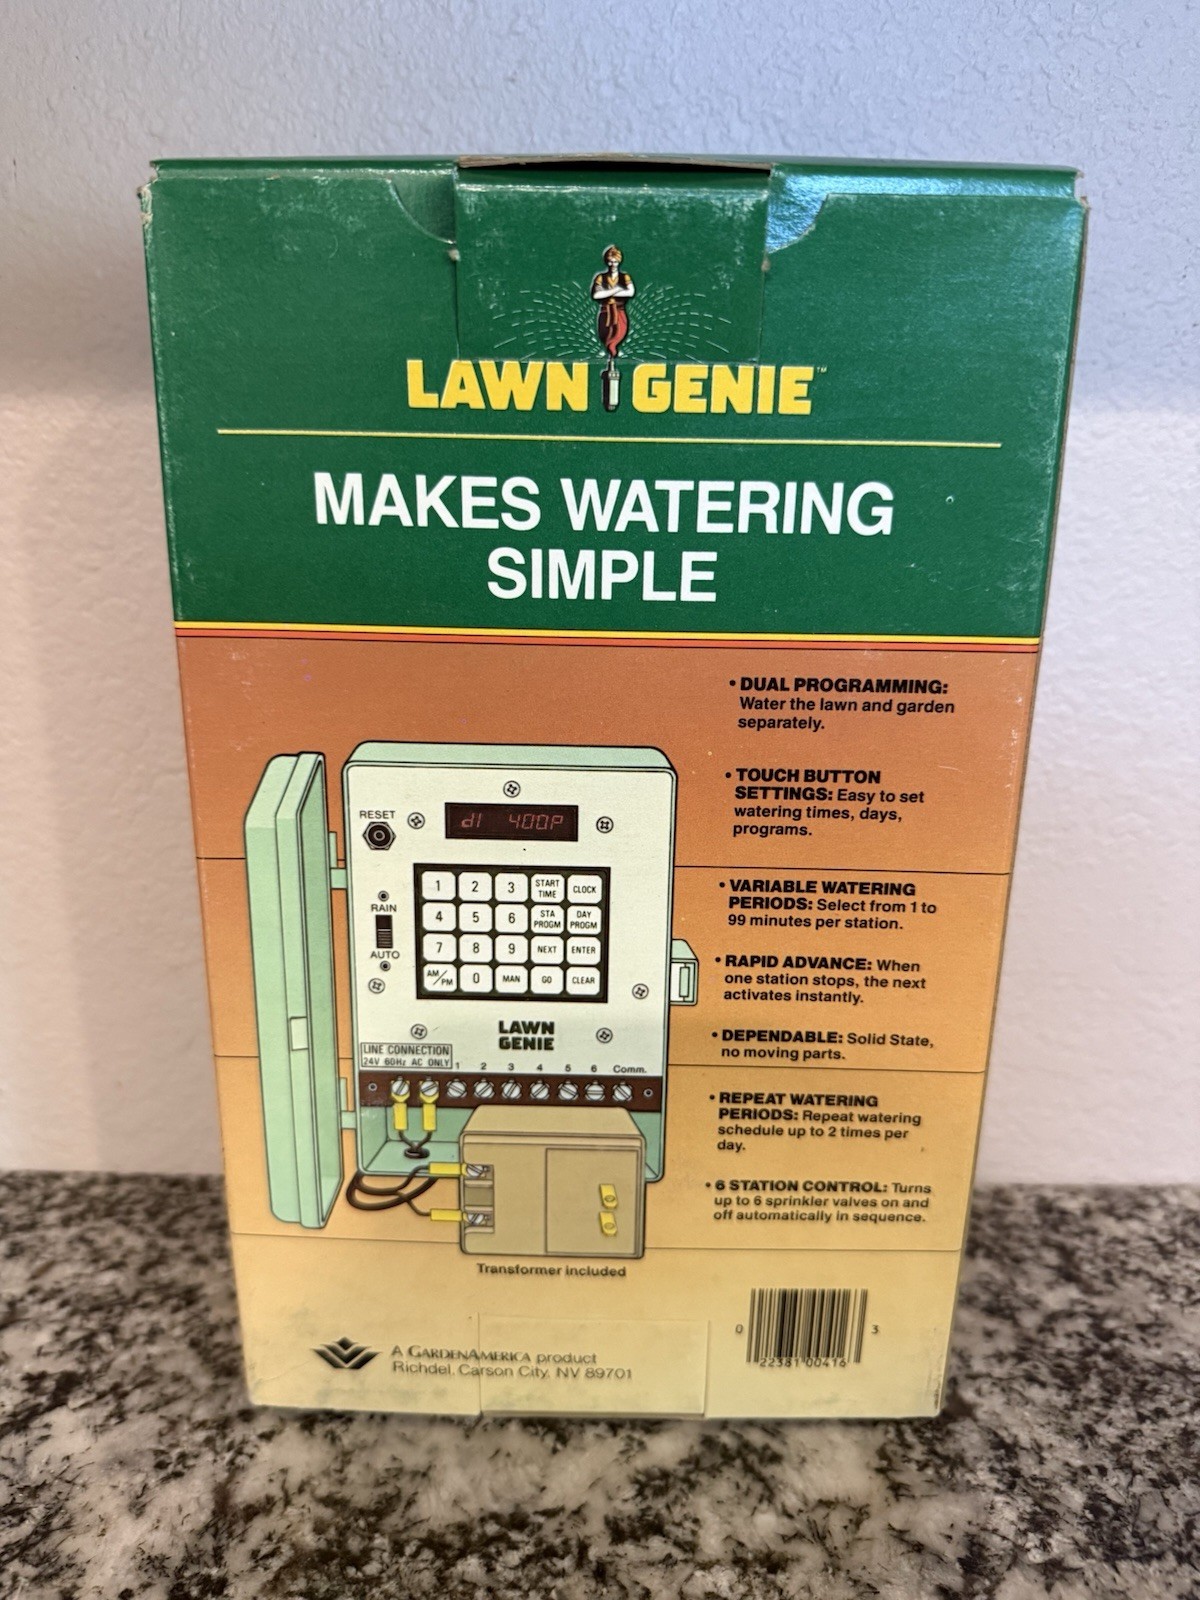 LAWN GENIE™
MAKES WATERING
SIMPLE
• DUAL PROGRAMMING:
Water the lawn and garden
separately.
• TOUCH BUTTON
SETTINGS: Easy to set
watering times, days,
programs.
• VARIABLE WATERING
PERIODS: Select from 1 to
99 minutes per station.
• RAPID ADVANCE: When
one station stops, the next
activates instantly.
• DEPENDABLE: Solid State,
no moving parts.
• REPEAT WATERING
PERIODS: Repeat watering
schedule up to 2 times per
day.
• 6 STATION CONTROL: Turns
up to 6 sprinkler valves on and
off automatically in sequence.
RESET
d1 400P
RAIN
AUTO
1 2 3 START TIME CLOCK
4 5 6 STA PROGM DAY PROGM
7 8 9 NEXT ENTER
AM/PM 0 MAN GO CLEAR
LAWN
GENIE
LINE CONNECTION
24V 60Hz AC ONLY
1 2 3 4 5 6 Comm.
Transformer included
A GARDENAMERICA product
Richdel, Carson City, NV 89701
0 22381 00416 3